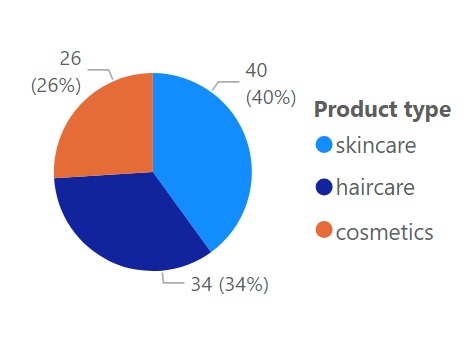 26
(26%)
40
(40%)
34 (34%)
Product type
skincare
haircare
cosmetics